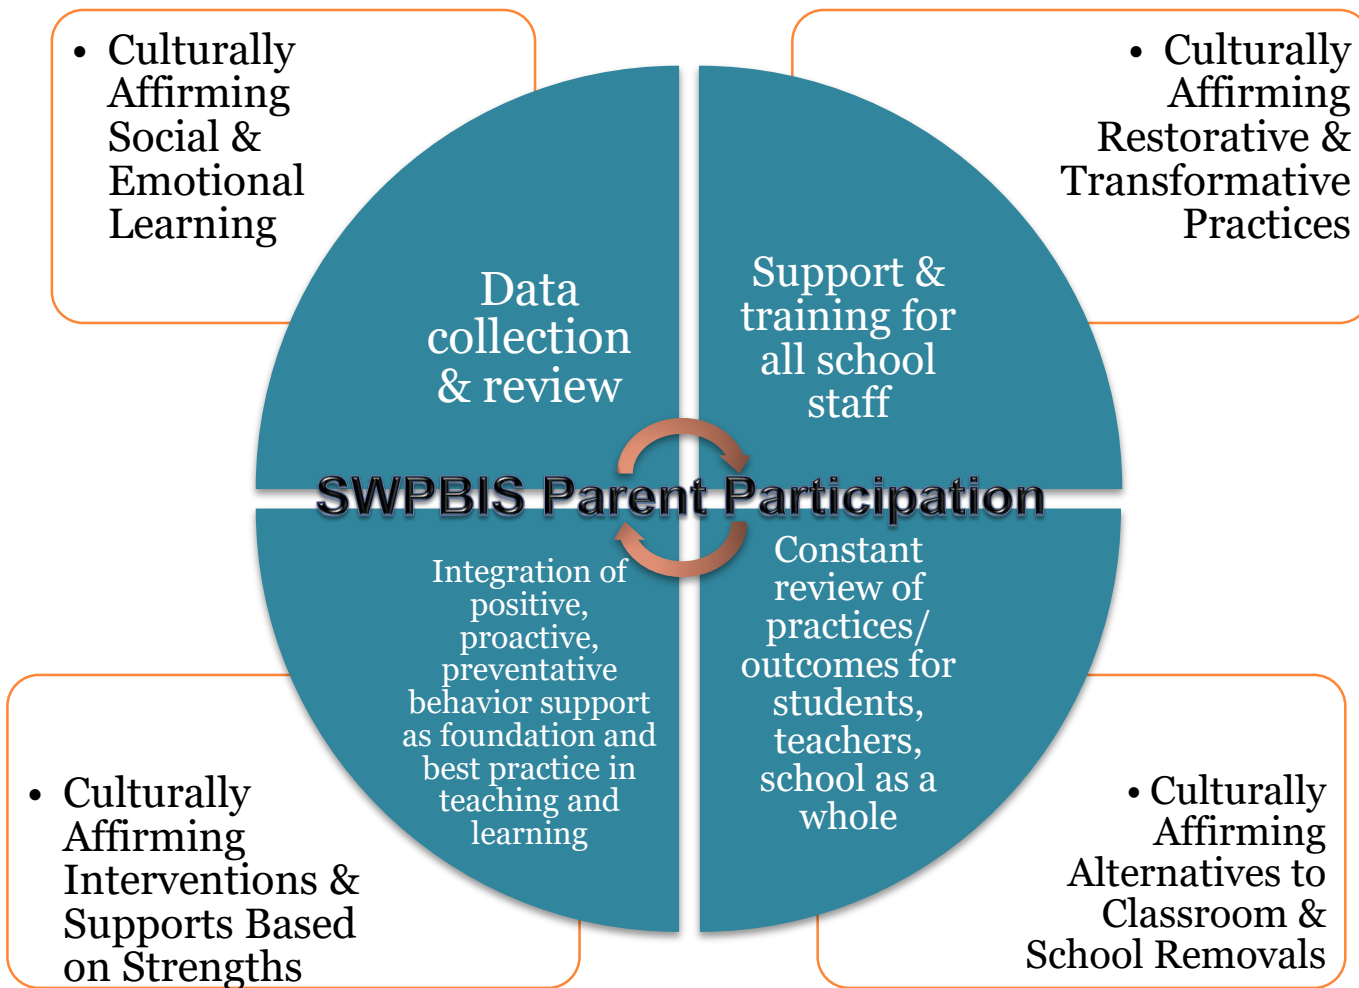 • Culturally
Affirming
Social &
Emotional
Learning
• Culturally
Affirming
Restorative &
Transformative
Practices
Data
collection
& review
Support &
training for
all school
staff
SWPBIS Parent Participation
Integration of
positive,
proactive,
preventative
behavior support
as foundation and
best practice in
teaching and
learning
Constant
review of
practices/
outcomes for
students,
teachers,
school as a
whole
• Culturally
Affirming
Interventions &
Supports Based
on Strengths
• Culturally
Affirming
Alternatives to
Classroom &
School Removals